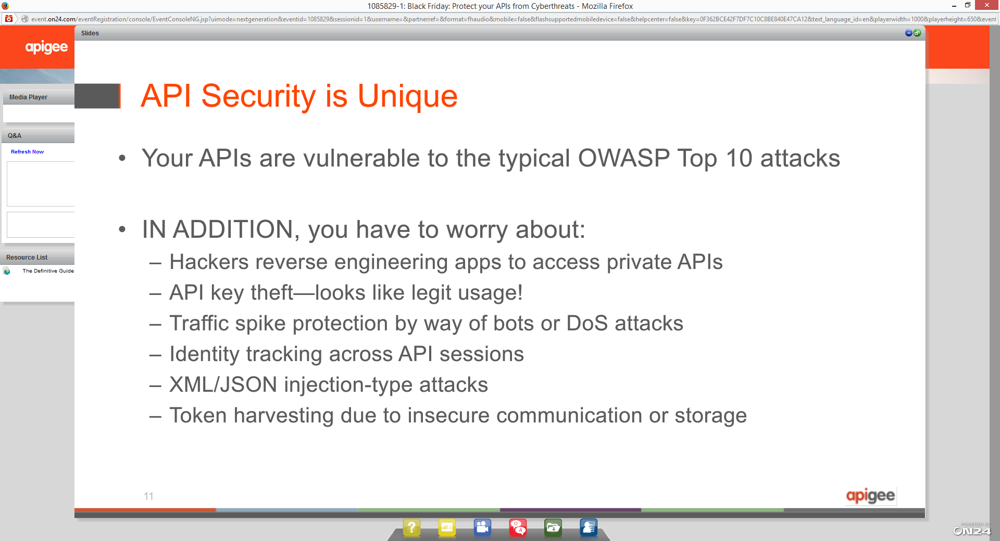 1085829-1: Black Friday: Protect your APIs from Cyberthreats - Mozilla Firefox
event.on24.com/eventRegistration/console/EventConsoleNG.jsp?uimode=nextgeneration&eventid=1085829&sessionid=1&username=&partnerref=&format=fhaudio&mobile=false&flashsupportedmobiledevice=false&helpcenter=false&key=0F362BCE42F7DF7C10C8BE840E47CA12&text_language_id=en&playerwidth=1000&playerheight=650&event
Slides
apigee
Media Player
Q&A
Refresh Now
Resource List
The Definitive Guide
API Security is Unique
• Your APIs are vulnerable to the typical OWASP Top 10 attacks
• IN ADDITION, you have to worry about:
– Hackers reverse engineering apps to access private APIs
– API key theft—looks like legit usage!
– Traffic spike protection by way of bots or DoS attacks
– Identity tracking across API sessions
– XML/JSON injection-type attacks
– Token harvesting due to insecure communication or storage
11
apigee
?
Q
A
POWERED BY
ON24